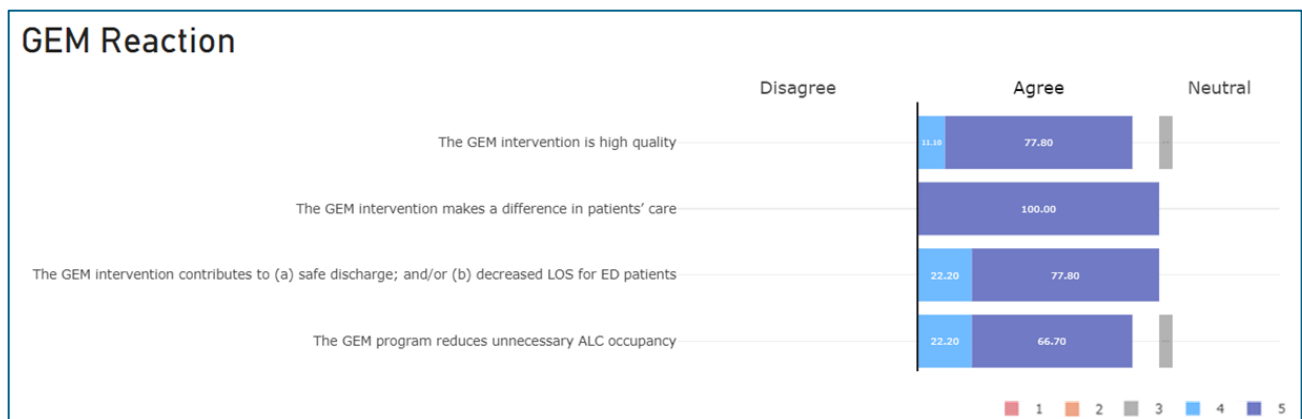 GEM Reaction
Disagree Agree Neutral
The GEM intervention is high quality 11.10 77.80
The GEM intervention makes a difference in patients’ care 100.00
The GEM intervention contributes to (a) safe discharge; and/or (b) decreased LOS for ED patients 22.20 77.80
The GEM program reduces unnecessary ALC occupancy 22.20 66.70
1 2 3 4 5